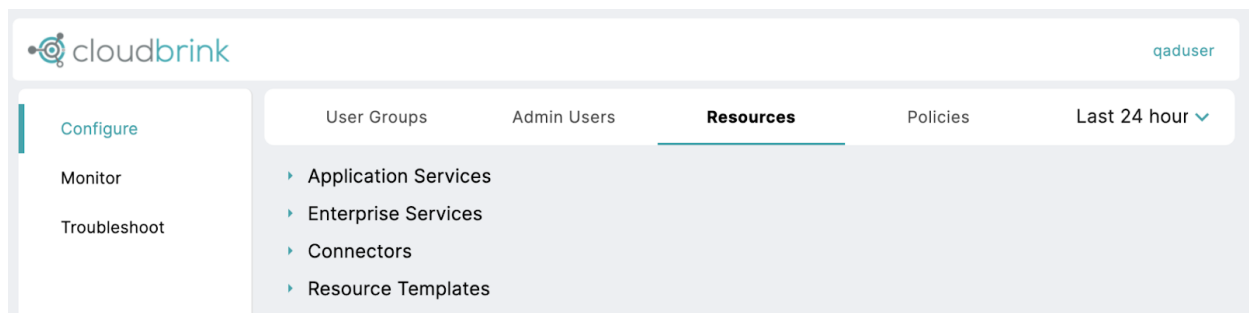 cloudbrink
qaduser
Configure
Monitor
Troubleshoot
User Groups Admin Users Resources Policies Last 24 hour
Application Services
Enterprise Services
Connectors
Resource Templates